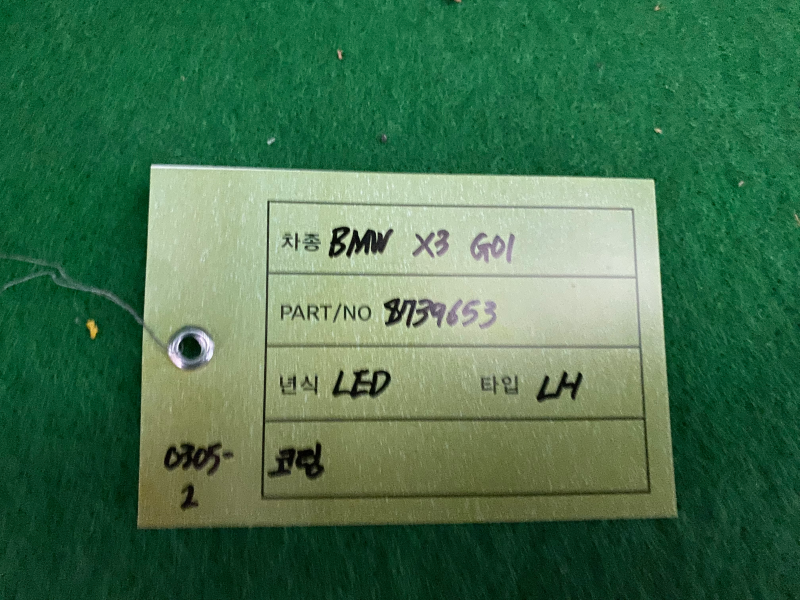 차종 BMW X3 G01
PART/NO 8739653
년식 LED 타입 LH
코팅
0305-
2